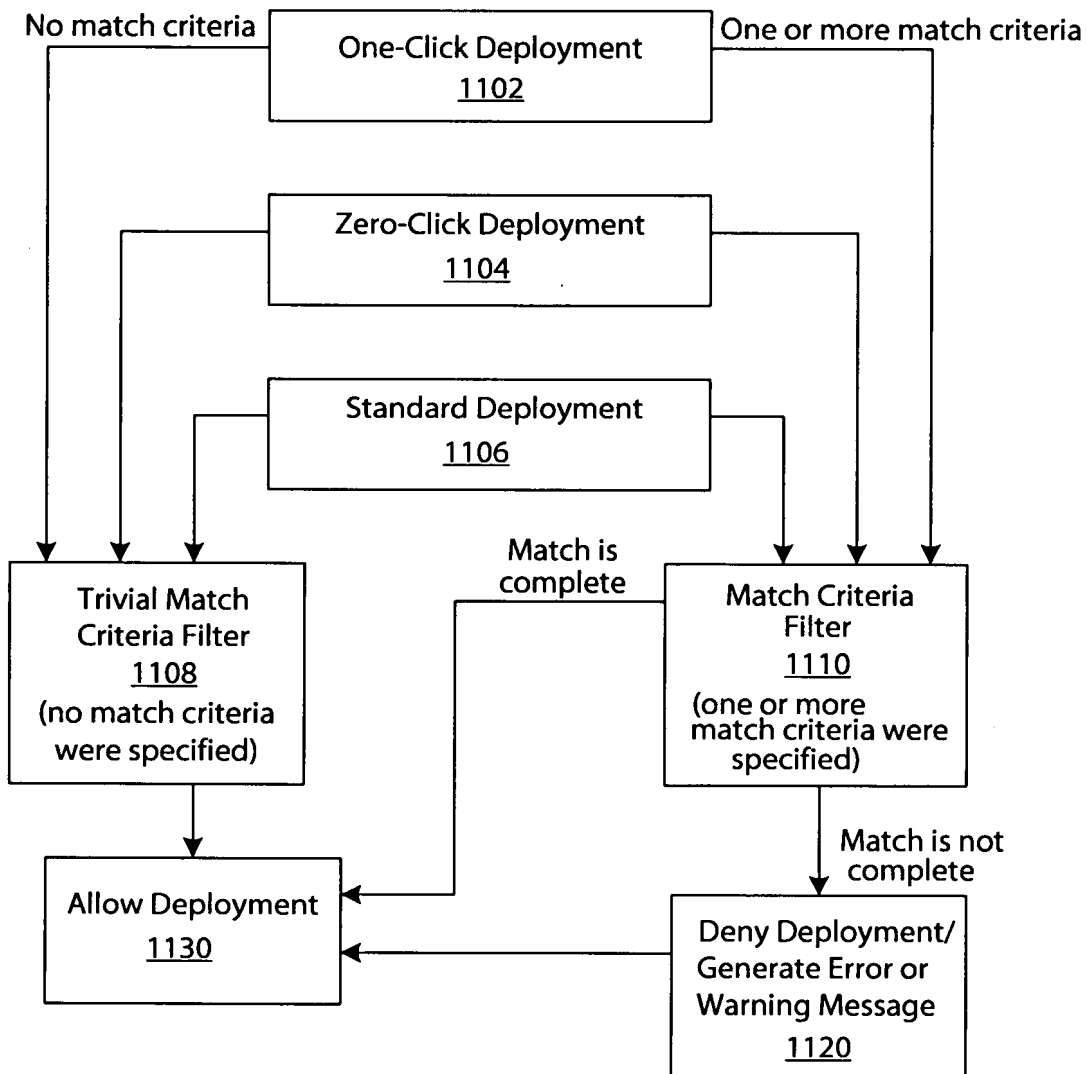 No match criteria
One or more match criteria
One-Click Deployment
1102
Zero-Click Deployment
1104
Standard Deployment
1106
Match is
complete
Trivial Match
Criteria Filter
1108
(no match criteria
were specified)
Match Criteria
Filter
1110
(one or more
match criteria were
specified)
Match is not
complete
Allow Deployment
1130
Deny Deployment/
Generate Error or
Warning Message
1120